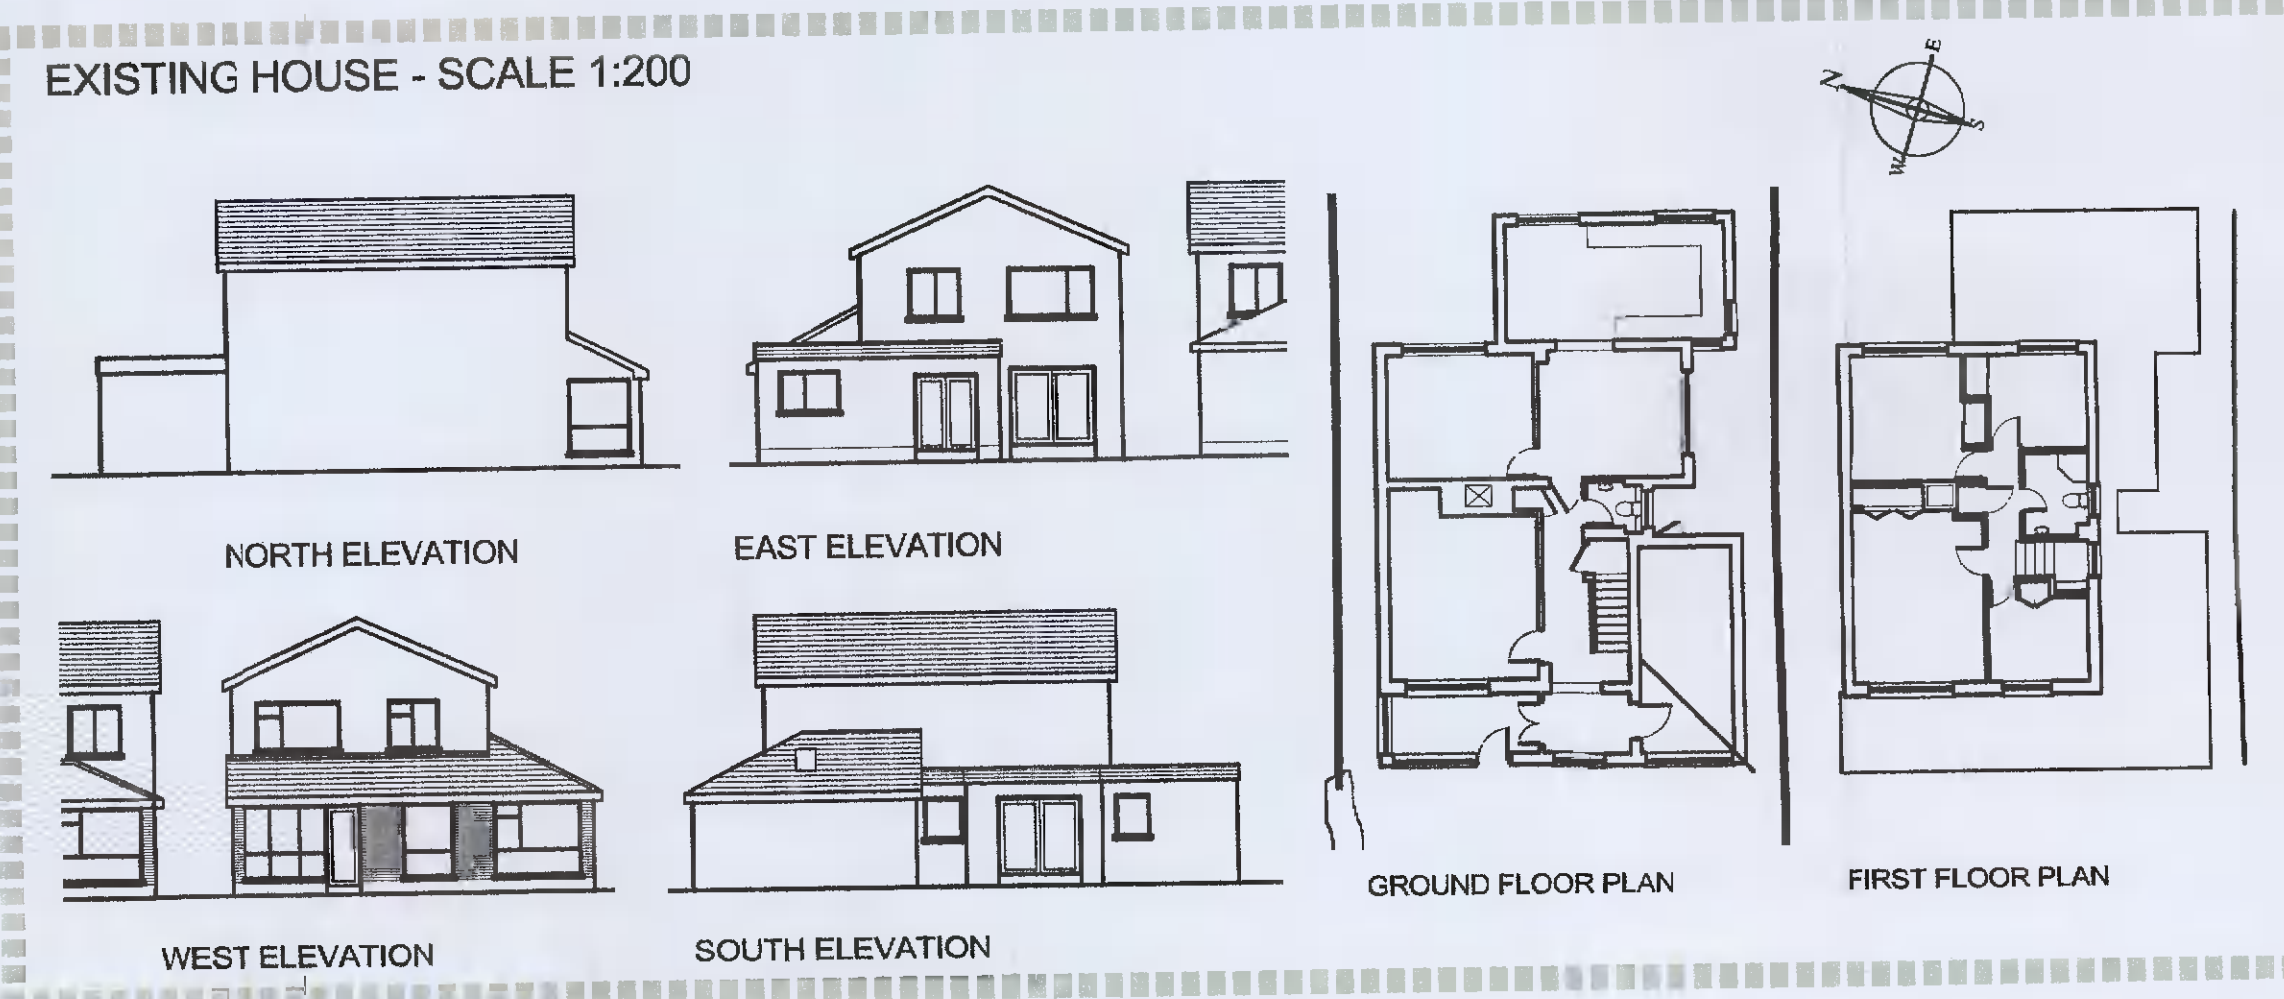 EXISTING HOUSE - SCALE 1:200
N
E
S
W
NORTH ELEVATION
EAST ELEVATION
WEST ELEVATION
SOUTH ELEVATION
GROUND FLOOR PLAN
FIRST FLOOR PLAN